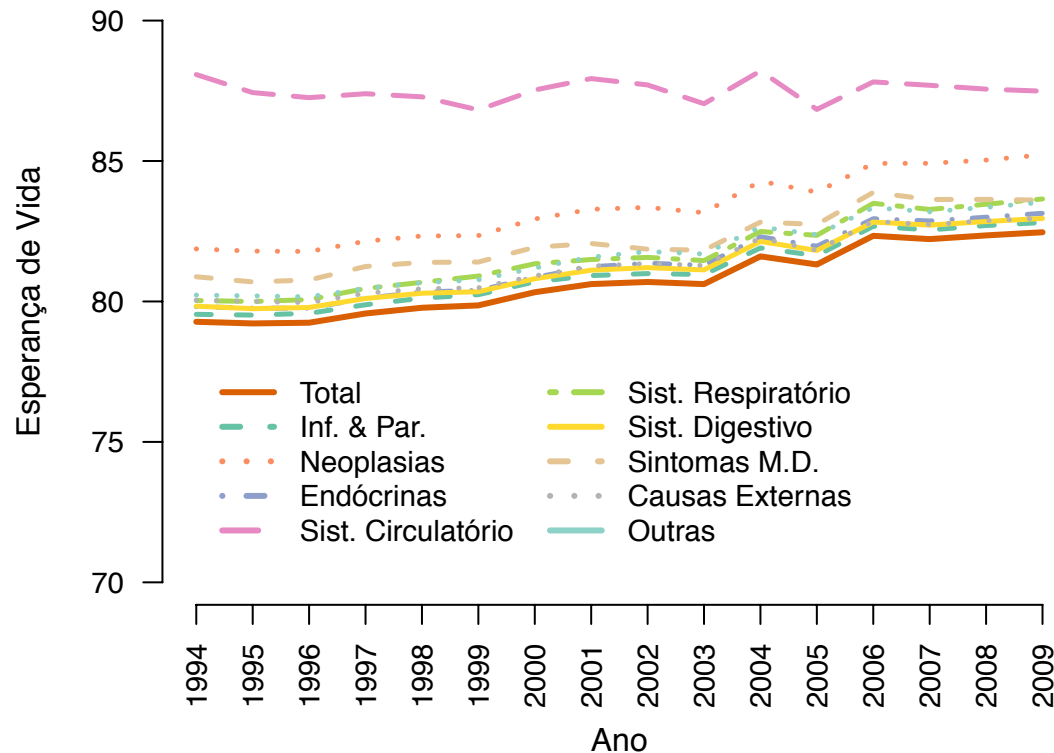 90
85
80
75
70
Esperança de Vida
Total
Inf. & Par.
Neoplasias
Endócrinas
Sist. Circulatório
Sist. Respiratório
Sist. Digestivo
Sintomas M.D.
Causas Externas
Outras
1994
1995
1996
1997
1998
1999
2000
2001
2002
2003
2004
2005
2006
2007
2008
2009
Ano